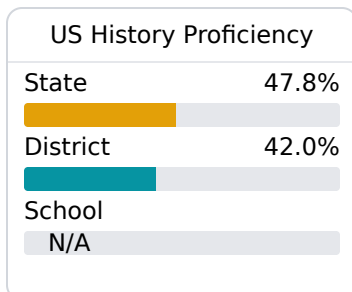 US History Proficiency
State 47.8%
District 42.0%
School
N/A